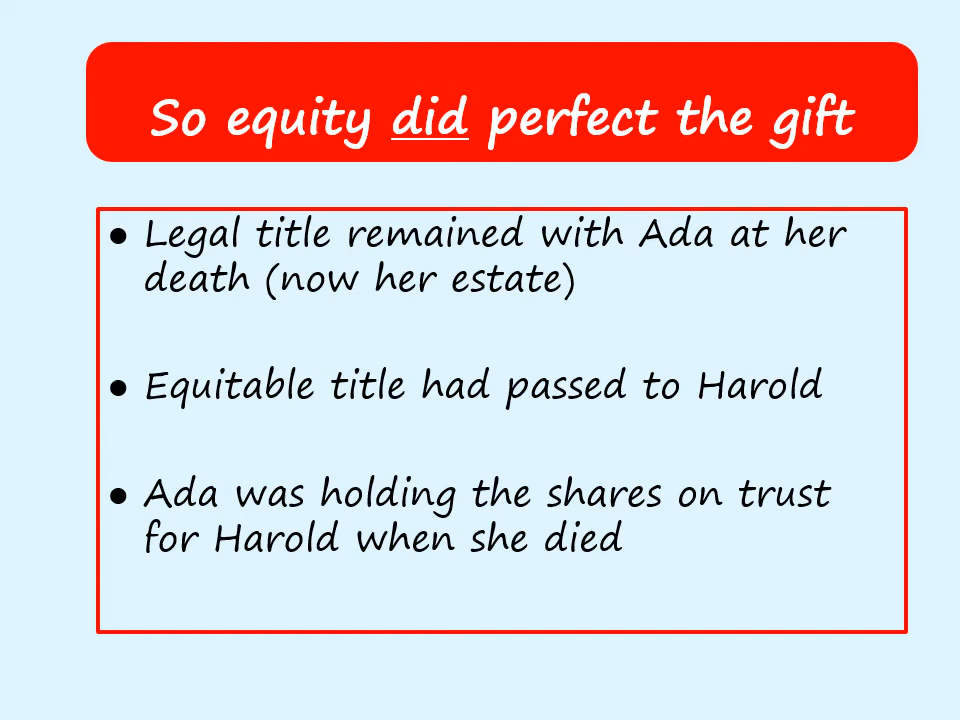 So equity did perfect the gift
● Legal title remained with Ada at her
death (now her estate)
● Equitable title had passed to Harold
● Ada was holding the shares on trust
for Harold when she died